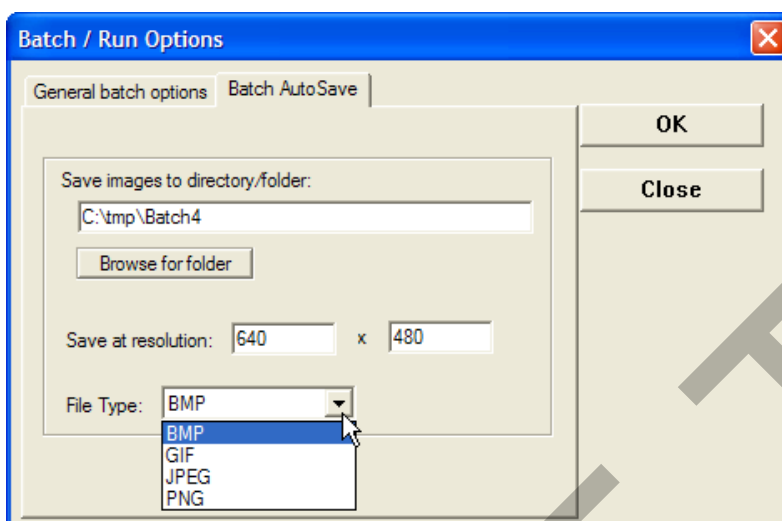 Batch / Run Options
General batch options
Batch AutoSave
OK
Close
Save images to directory/folder:
C:\tmp\Batch4
Browse for folder
Save at resolution: 640 x 480
File Type: BMP
BMP
GIF
JPEG
PNG